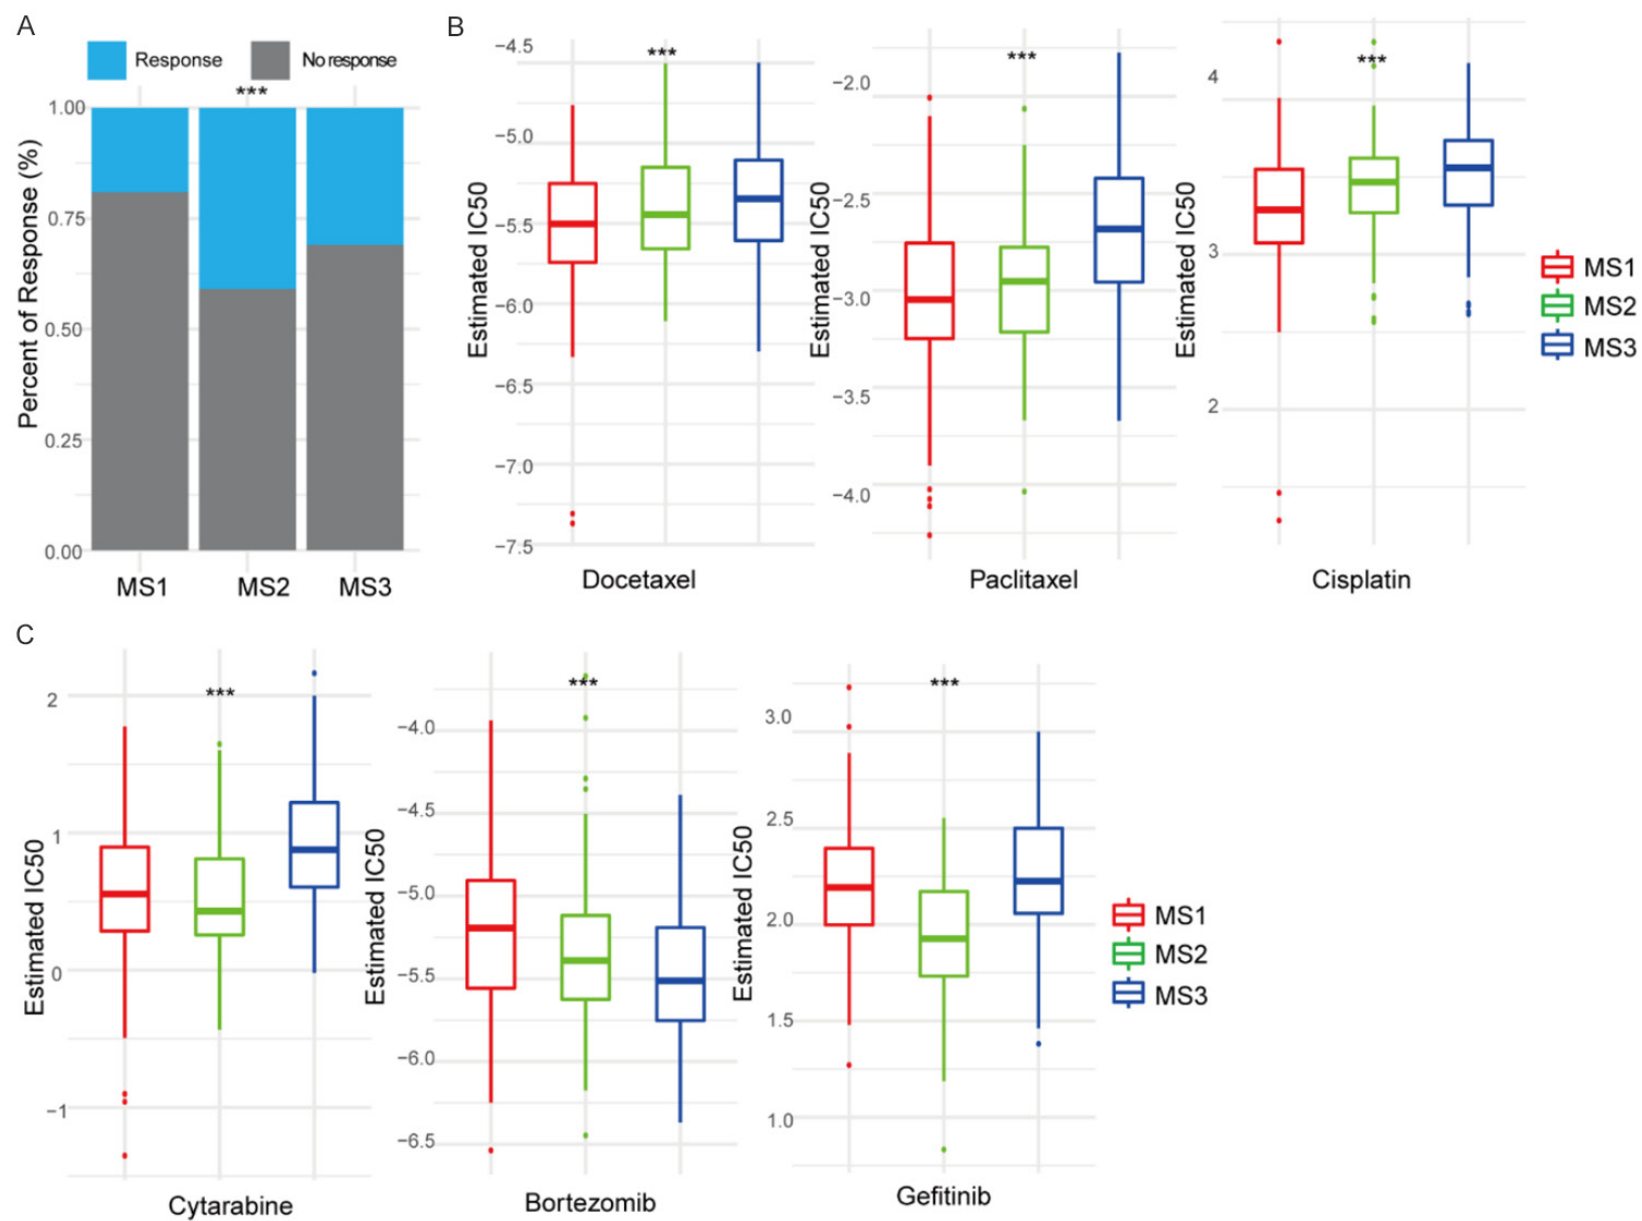 A
Response
No response
***
1.00
0.75
0.50
0.25
0.00
Percent of Response (%)
MS1
MS2
MS3
B
−4.5
−5.0
−5.5
−6.0
−6.5
−7.0
−7.5
Estimated IC50
***
Docetaxel
−2.0
−2.5
−3.0
−3.5
−4.0
Estimated IC50
***
Paclitaxel
4
3
2
Estimated IC50
***
Cisplatin
MS1
MS2
MS3
C
2
1
0
−1
Estimated IC50
***
Cytarabine
−4.0
−4.5
−5.0
−5.5
−6.0
−6.5
Estimated IC50
***
Bortezomib
3.0
2.5
2.0
1.5
1.0
Estimated IC50
***
Gefitinib
MS1
MS2
MS3